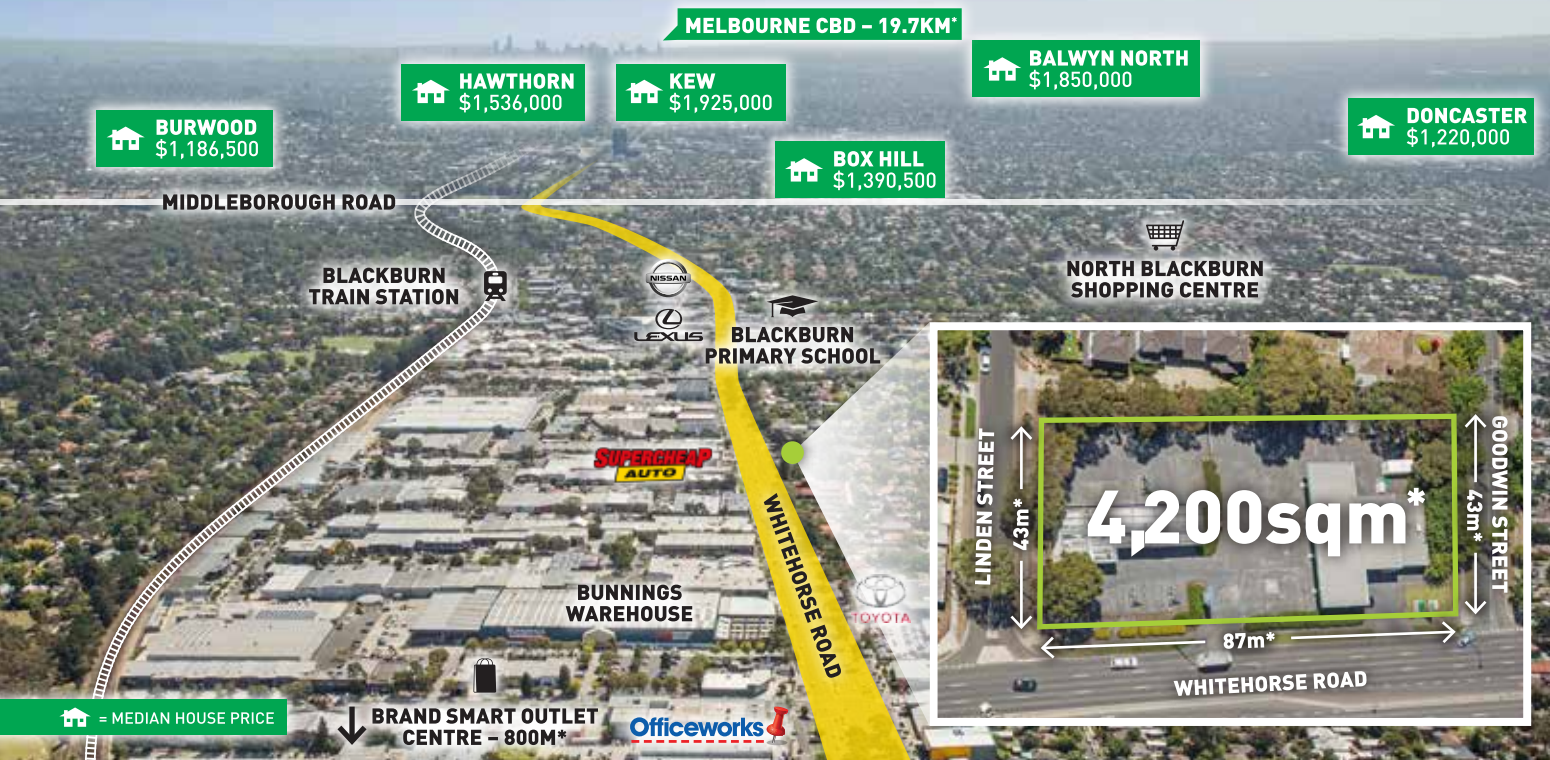 MELBOURNE CBD – 19.7KM*
BALWYN NORTH
$1,850,000
HAWTHORN
$1,536,000
KEW
$1,925,000
DONCASTER
$1,220,000
BURWOOD
$1,186,500
BOX HILL
$1,390,500
MIDDLEBOROUGH ROAD
BLACKBURN
TRAIN STATION
NISSAN
LEXUS
BLACKBURN
PRIMARY SCHOOL
NORTH BLACKBURN
SHOPPING CENTRE
SUPERCHEAP
AUTO
WHITEHORSE ROAD
BUNNINGS
WAREHOUSE
TOYOTA
LINDEN STREET
43m*
4,200sqm*
43m*
GOODWIN STREET
87m*
WHITEHORSE ROAD
= MEDIAN HOUSE PRICE
BRAND SMART OUTLET
CENTRE – 800M*
Officeworks